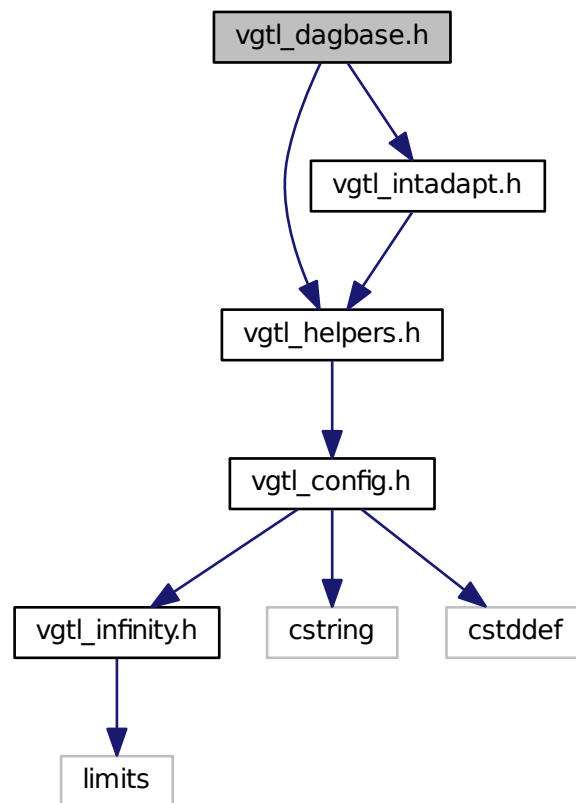 vgtl_dagbase.h
vgtl_intadapt.h
vgtl_helpers.h
vgtl_config.h
vgtl_infinity.h
cstring
cstddef
limits